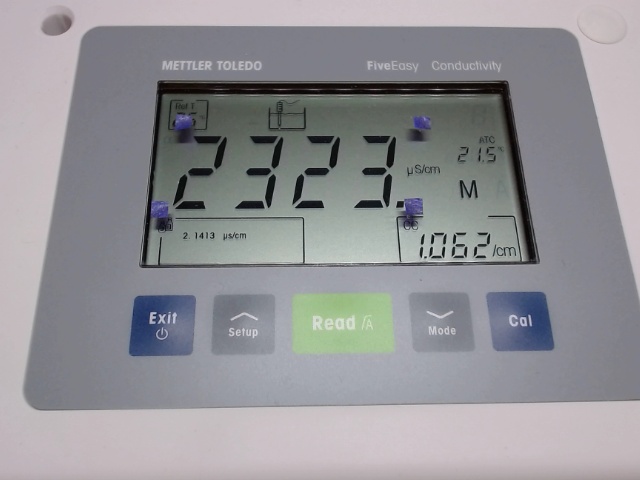 METTLER TOLEDO
FiveEasy Conductivity
Ref T
ATC
2323.
µS/cm
21.5
M
2. 1413 µs/cm
1.062/cm
Exit
Setup
Read /A
Mode
Cal